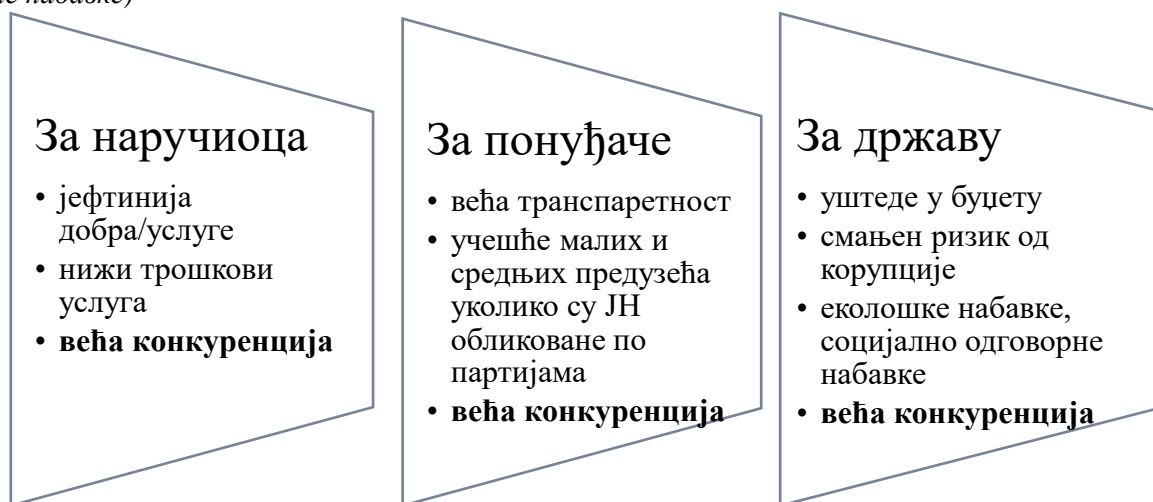 набавке)
За наручиоца
• јефтинија
добра/услуге
• нижи трошкови
услуга
• већа конкуренција
За понуђаче
• већа транспаретност
• учешће малих и
средњих предузећа
уколико су ЈН
обликоване по
партијама
• већа конкуренција
За државу
• уштеде у буџету
• смањен ризик од
корупције
• еколошке набавке,
социјално одговорне
набавке
• већа конкуренција